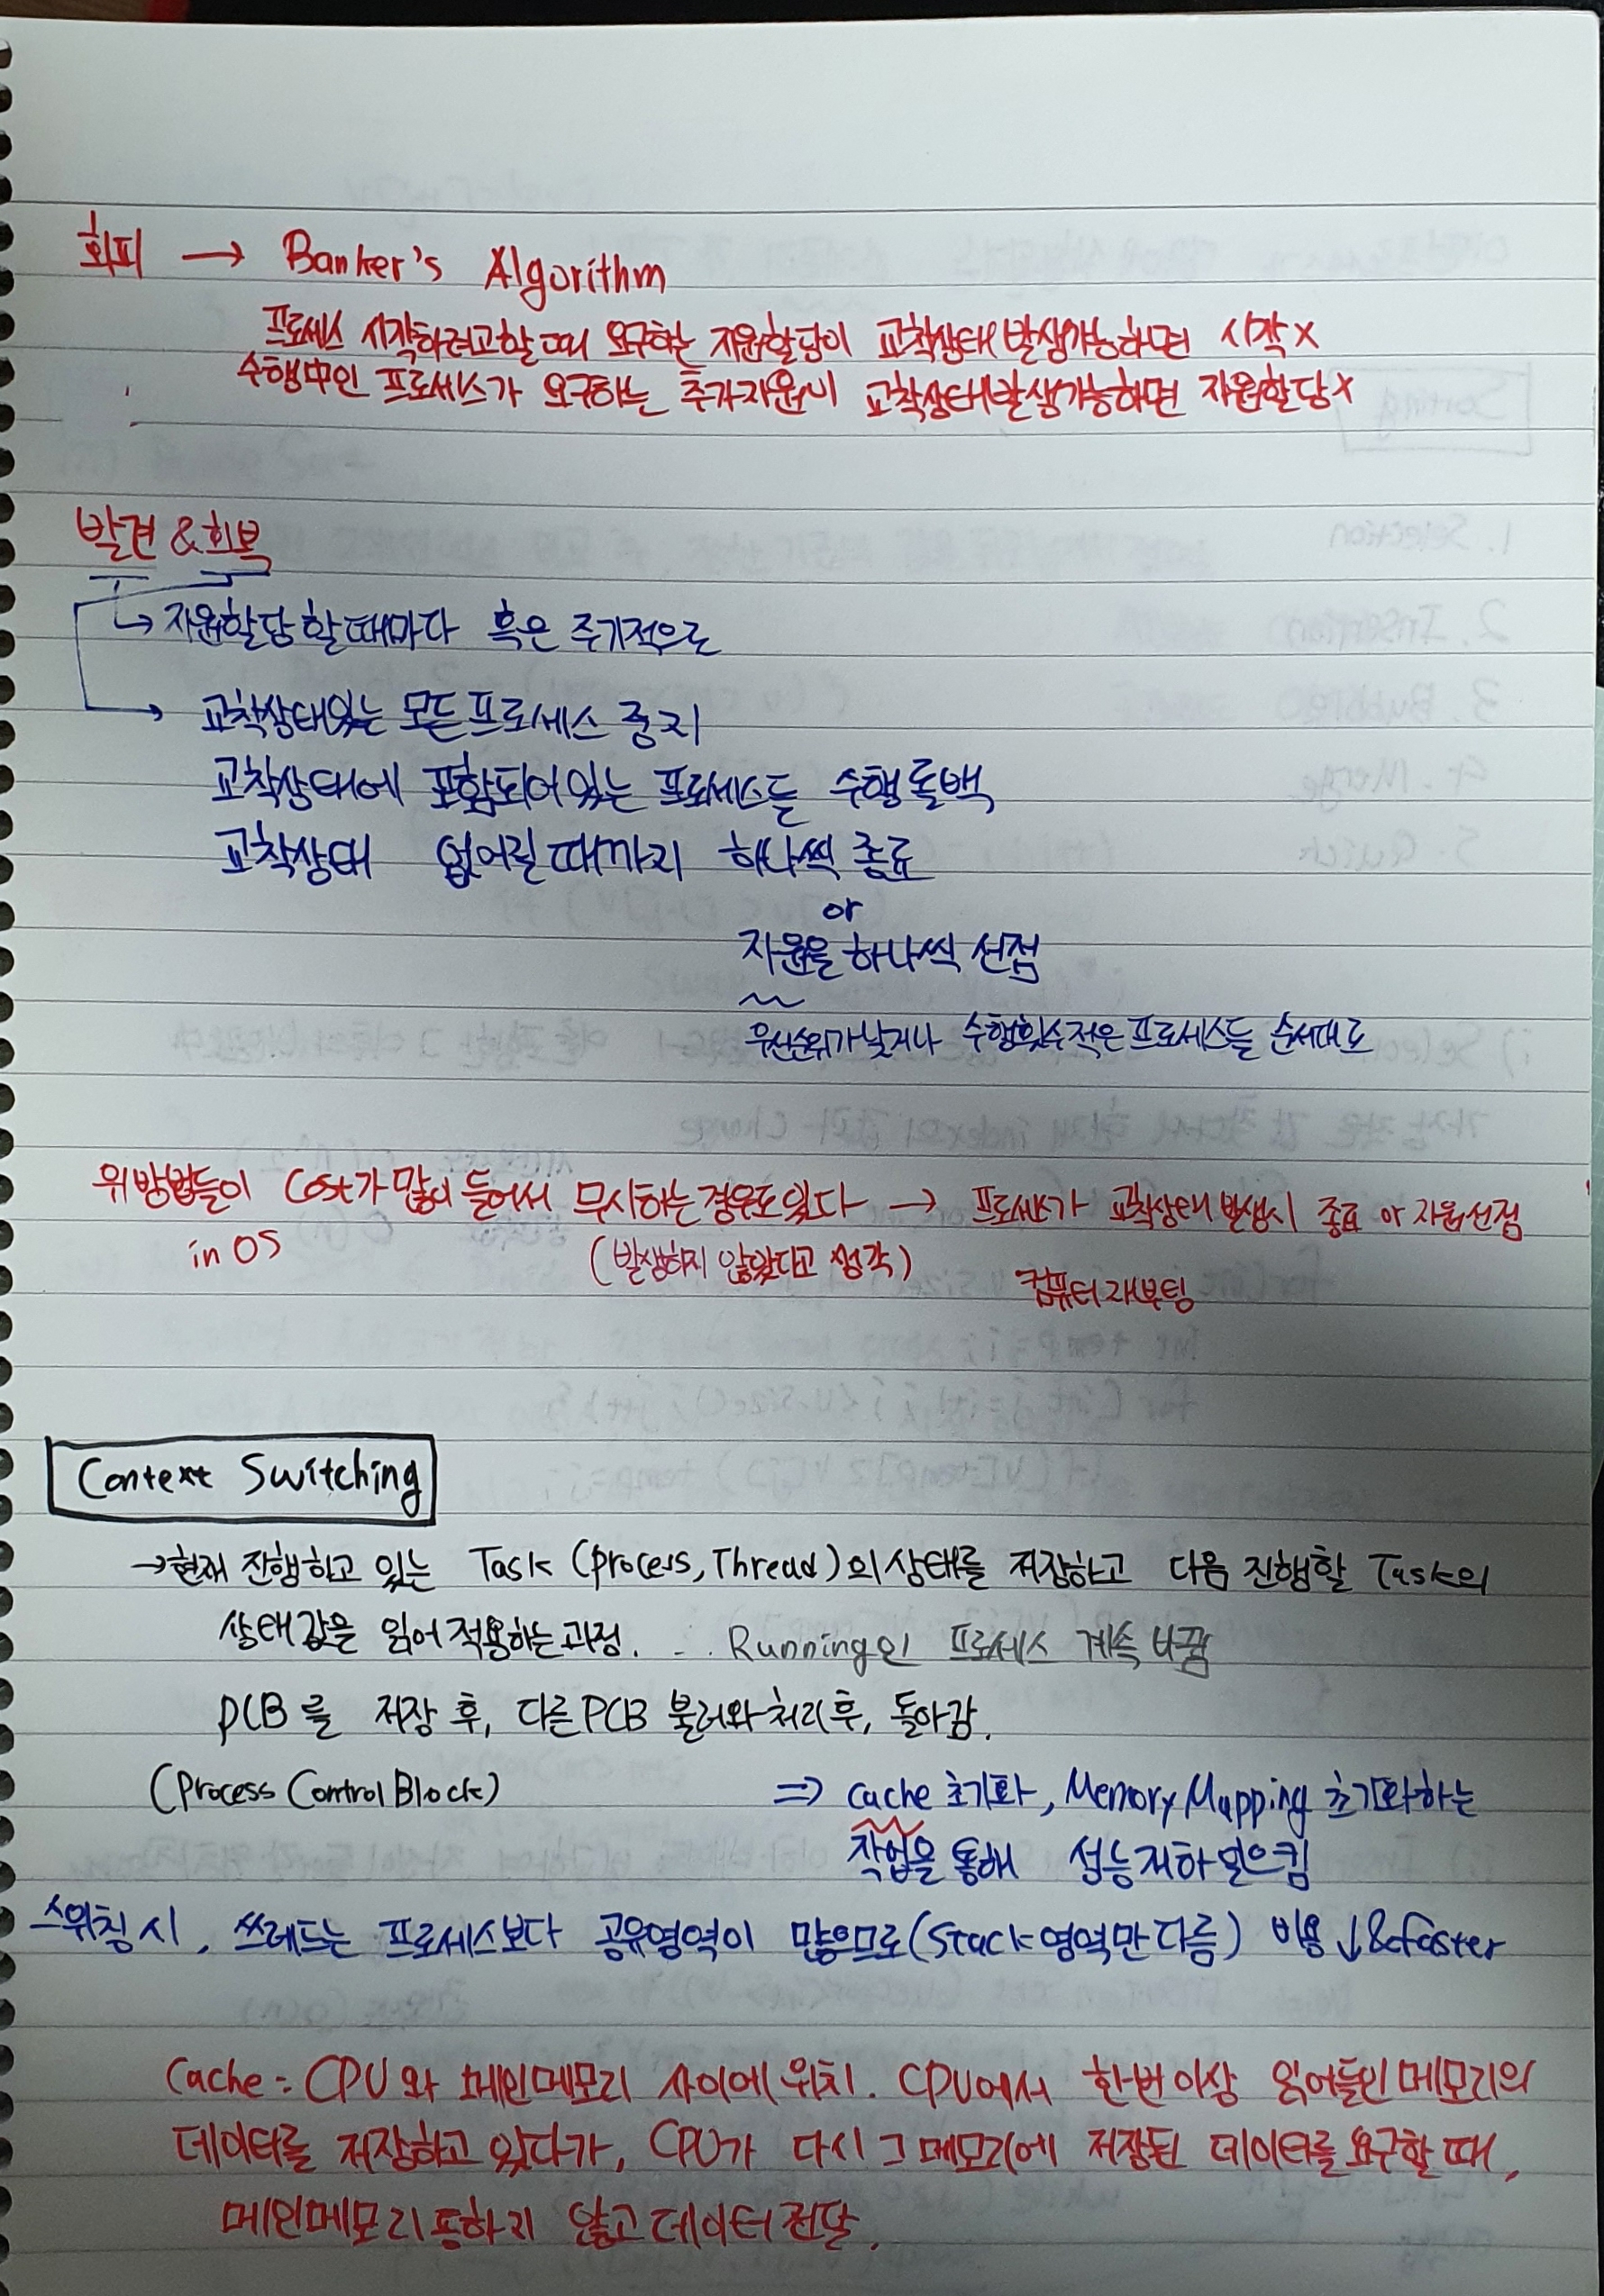 회피 → Banker's Algorithm
프로세스 시작하려고할때 요구하는 자원할당이 교착상태발생가능하면 시작 x
수행中인 프로세스가 요구하는 추가자원이 교착상태발생가능하면 자원할당 x
발견 & 회복
↳ 자원할당 할때마다 혹은 주기적으로
→ 교착상태있는 모든프로세스 중지
교착상태에 포함되어있는 프로세스들 수행 롤백
교착상태 없어질때까지 하나씩 종료
or
자원을 하나씩 선점
우선순위가낮거나 수행횟수적은프로세스들 순서대로
위방법들이 Cost가 많이 들어서 무시하는 경우도있다 → 프로세스가 교착상태 발생시 종료 or 자원선점
in OS (발생하지 않았다고 생각) 컴퓨터재부팅
Context Switching
→현재 진행하고 있는 Task (process, Thread)의상태를 저장하고 다음 진행할 Task의
상태값을 읽어 적용하는과정. Running인 프로세스 계속 바뀜
PCB를 저장 후, 다른PCB 불러와처리후, 돌아감.
(Process Control Block) ⇒ cache 초기화, Memory Mapping 초기화하는
작업을 통해 성능저하 일으킴
스위칭시, 쓰레드는 프로세스보다 공유영역이 많으므로(Stack영역만다름) 비용↓&faster
Cache : CPU와 메인메모리 사이에 위치. CPU에서 한번이상 읽어들인메모리의
데이터를 저장하고 있다가, CPU가 다시 그메모리에 저장된 데이터를 요구할때,
메인메모리통하지 않고 데이터전달.